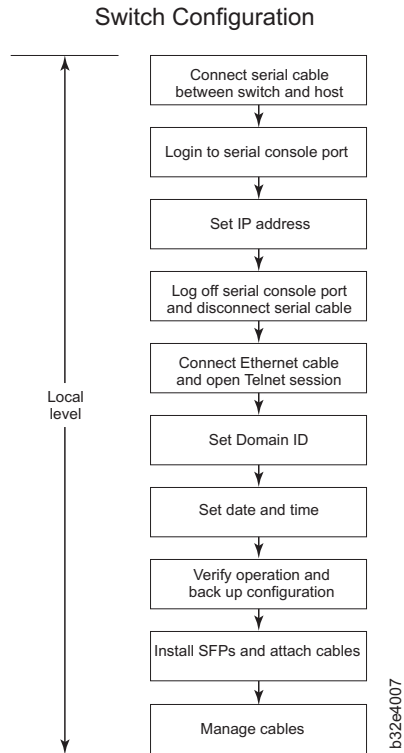 Switch Configuration
Connect serial cable
between switch and host
Login to serial console port
Set IP address
Log off serial console port
and disconnect serial cable
Connect Ethernet cable
and open Telnet session
Local
level
Set Domain ID
Set date and time
Verify operation and
back up configuration
Install SFPs and attach cables
Manage cables
b32e4007